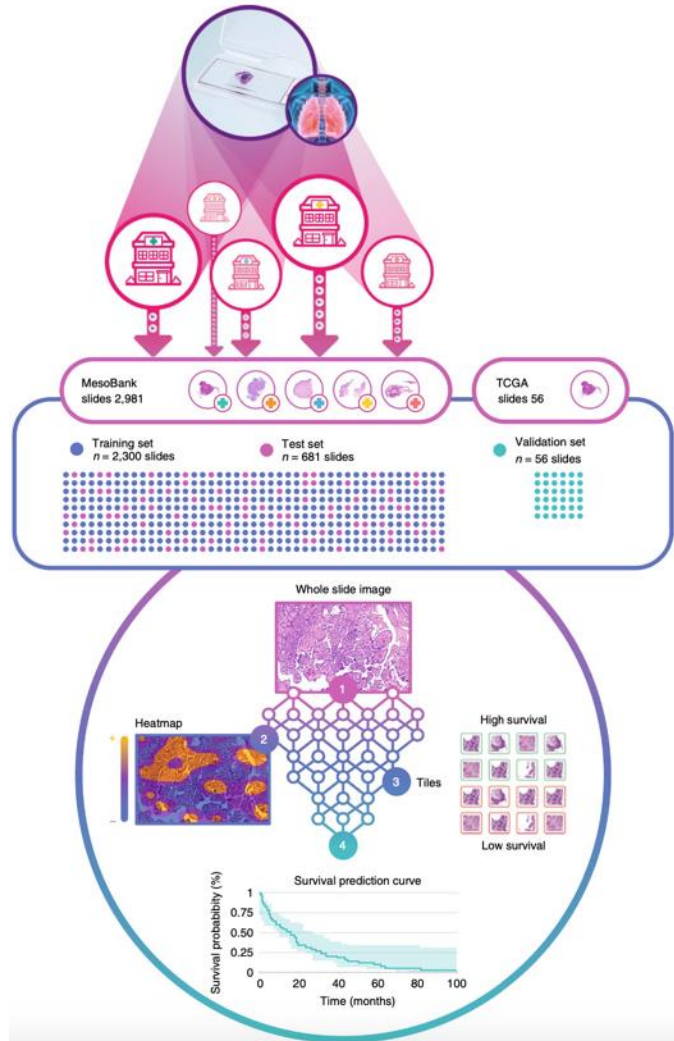 MesoBank
slides 2,981
TCGA
slides 56
Training set
n = 2,300 slides
Test set
n = 681 slides
Validation set
n = 56 slides
Whole slide image
1
Heatmap
+
–
2
3
Tiles
4
High survival
Low survival
Survival prediction curve
Survival probabibity (%)
1
0.75
0.50
0.25
0
0 20 40 60 80 100
Time (months)